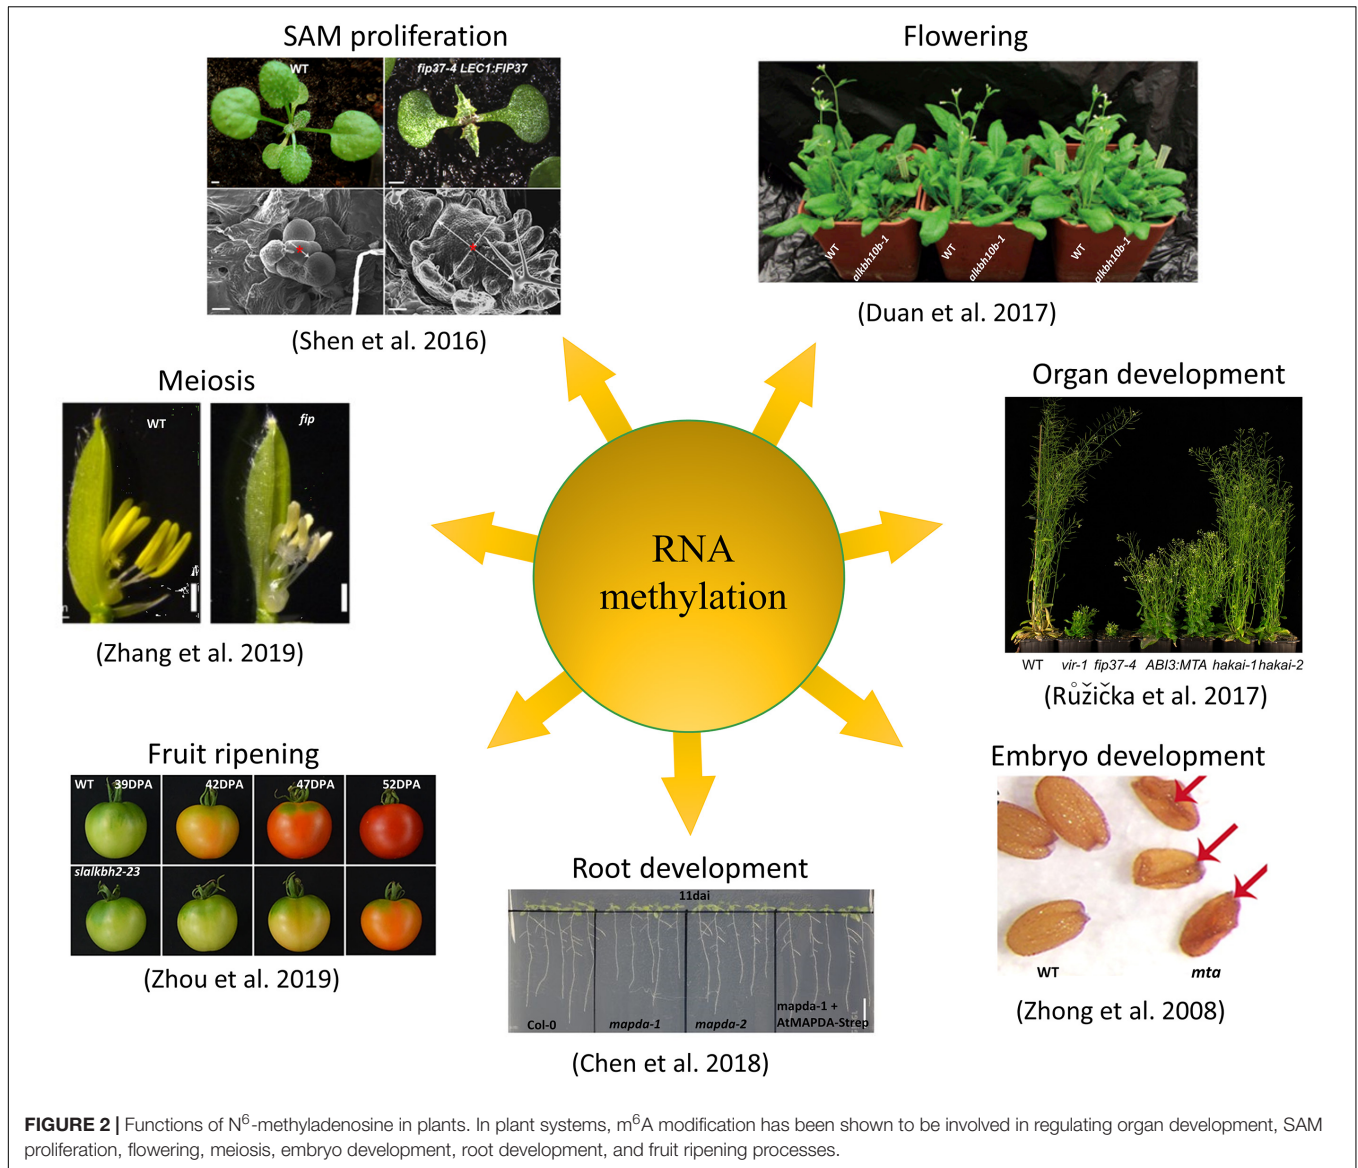 SAM proliferation
WT
fip37-4 LEC1:FIP37
(Shen et al. 2016)
Flowering
WT
alkbh10b-1
WT
alkbh10b-1
WT
alkbh10b-1
(Duan et al. 2017)
Meiosis
WT
fip
(Zhang et al. 2019)
RNA
methylation
Organ development
WT vir-1 fip37-4 ABI3:MTA hakai-1 hakai-2
(Růžička et al. 2017)
Fruit ripening
WT 39DPA 42DPA 47DPA 52DPA
slalkbh2-23
(Zhou et al. 2019)
Root development
11dai
Col-0 mapda-1 mapda-2
mapda-1 +
AtMAPDA-Strep
(Chen et al. 2018)
Embryo development
WT mta
(Zhong et al. 2008)
FIGURE 2 | Functions of N⁶-methyladenosine in plants. In plant systems, m⁶A modification has been shown to be involved in regulating organ development, SAM
proliferation, flowering, meiosis, embryo development, root development, and fruit ripening processes.